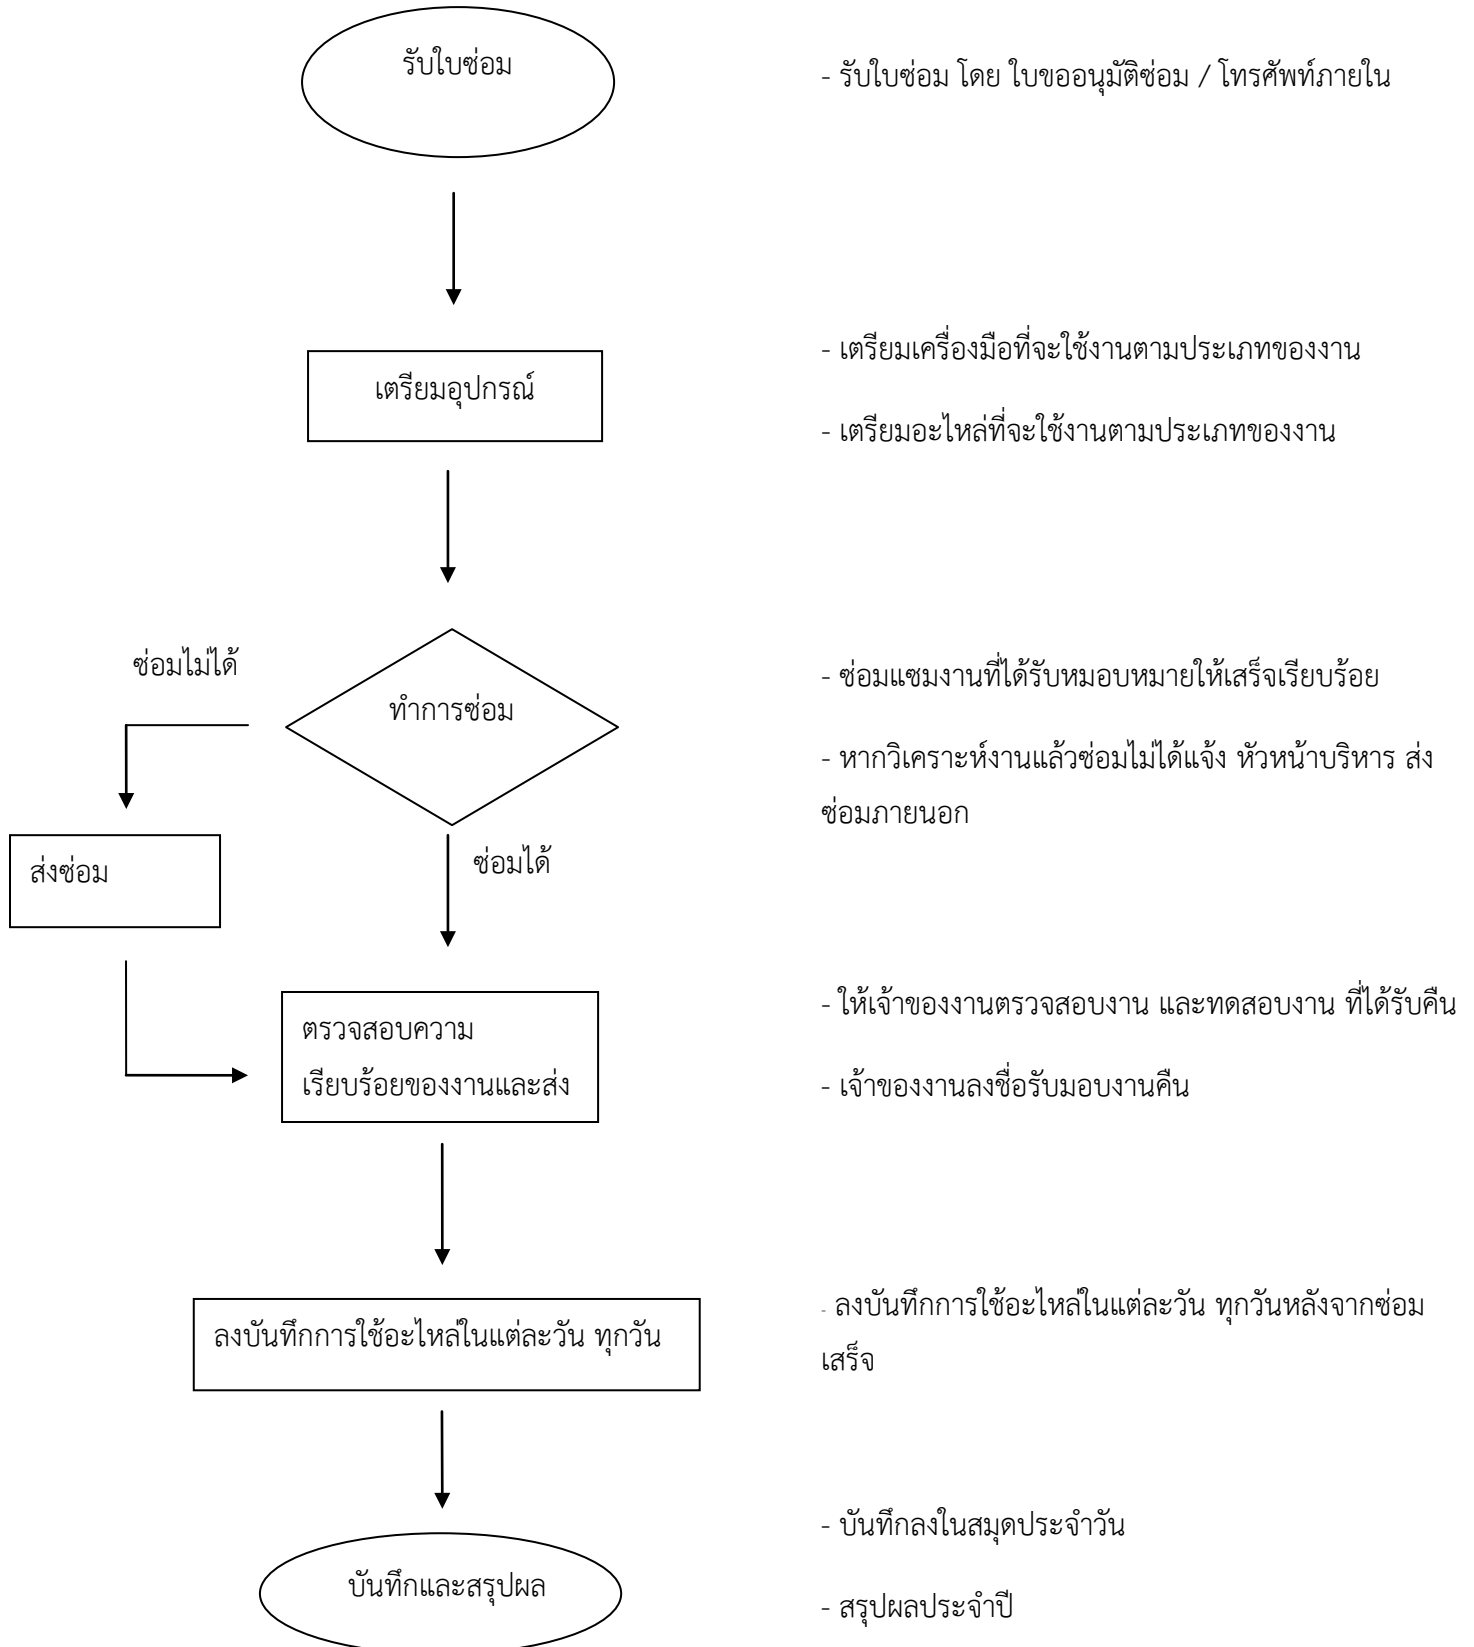 รับใบซ่อม
- รับใบซ่อม โดย ใบขออนุมัติซ่อม / โทรศัพท์ภายใน
เตรียมอุปกรณ์
- เตรียมเครื่องมือที่จะใช้งานตามประเภทของงาน
- เตรียมอะไหล่ที่จะใช้งานตามประเภทของงาน
ซ่อมไม่ได้
ทำการซ่อม
- ซ่อมแซมงานที่ได้รับหมอบหมายให้เสร็จเรียบร้อย
- หากวิเคราะห์งานแล้วซ่อมไม่ได้แจ้ง หัวหน้าบริหาร ส่ง
ซ่อมภายนอก
ส่งซ่อม
ซ่อมได้
ตรวจสอบความ
เรียบร้อยของงานและส่ง
- ให้เจ้าของงานตรวจสอบงาน และทดสอบงาน ที่ได้รับคืน
- เจ้าของงานลงชื่อรับมอบงานคืน
ลงบันทึกการใช้อะไหล่ในแต่ละวัน ทุกวัน
- ลงบันทึกการใช้อะไหล่ในแต่ละวัน ทุกวันหลังจากซ่อม
เสร็จ
บันทึกและสรุปผล
- บันทึกลงในสมุดประจำวัน
- สรุปผลประจำปี